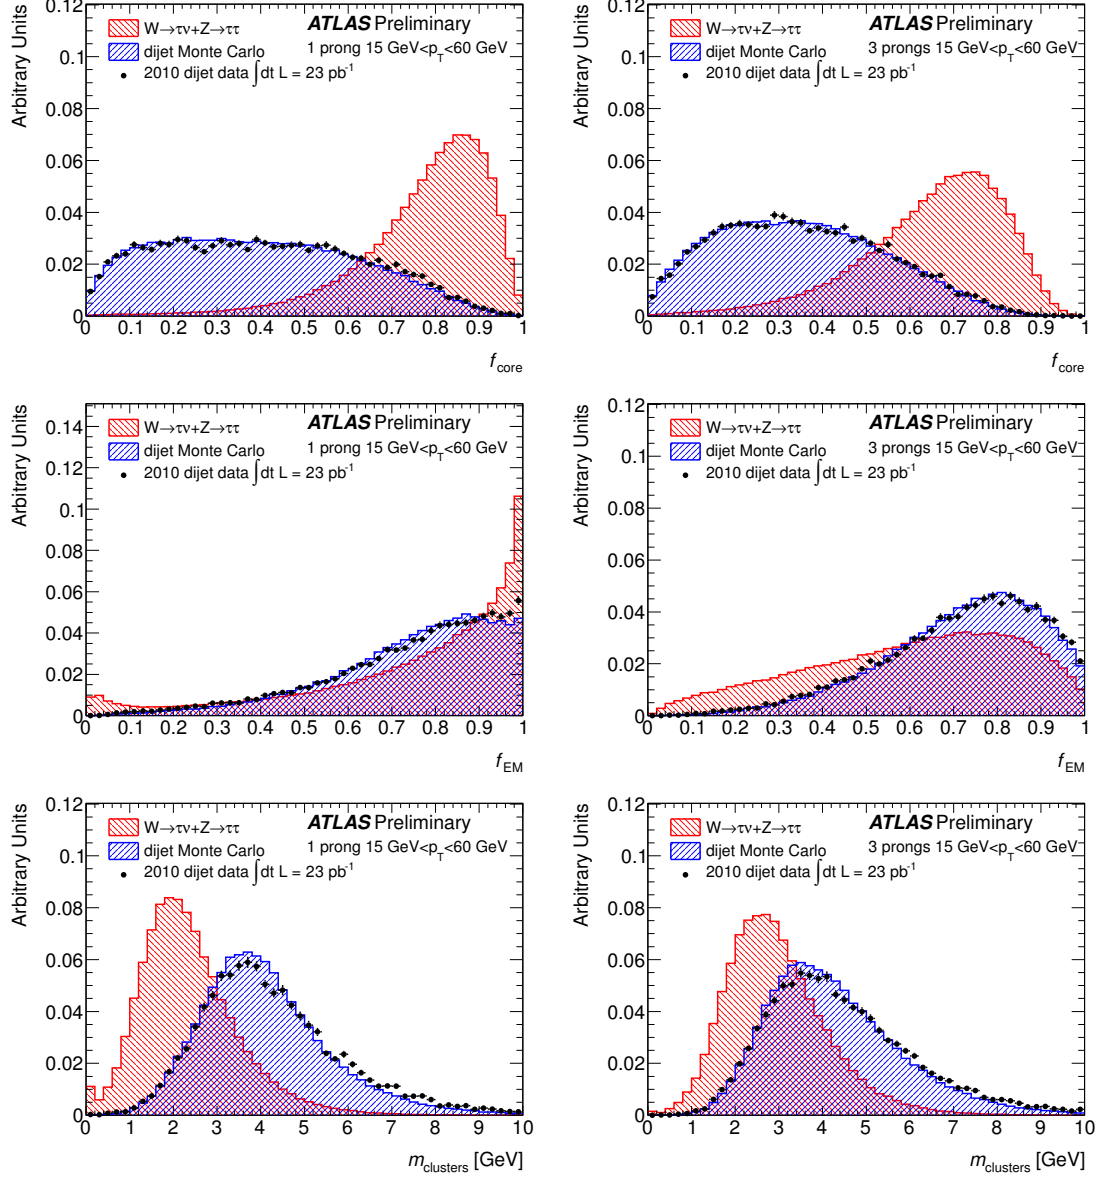 Arbitrary Units
0.12
0.1
0.08
0.06
0.04
0.02
0
W→τν+Z→ττ
dijet Monte Carlo
2010 dijet data ∫dt L = 23 pb⁻¹
ATLAS Preliminary
1 prong 15 GeV<p_T<60 GeV
0 0.1 0.2 0.3 0.4 0.5 0.6 0.7 0.8 0.9 1
f_core
Arbitrary Units
0.12
0.1
0.08
0.06
0.04
0.02
0
W→τν+Z→ττ
dijet Monte Carlo
2010 dijet data ∫dt L = 23 pb⁻¹
ATLAS Preliminary
3 prongs 15 GeV<p_T<60 GeV
0 0.1 0.2 0.3 0.4 0.5 0.6 0.7 0.8 0.9 1
f_core
Arbitrary Units
0.14
0.12
0.1
0.08
0.06
0.04
0.02
0
W→τν+Z→ττ
dijet Monte Carlo
2010 dijet data ∫dt L = 23 pb⁻¹
ATLAS Preliminary
1 prong 15 GeV<p_T<60 GeV
0 0.1 0.2 0.3 0.4 0.5 0.6 0.7 0.8 0.9 1
f_EM
Arbitrary Units
0.12
0.1
0.08
0.06
0.04
0.02
0
W→τν+Z→ττ
dijet Monte Carlo
2010 dijet data ∫dt L = 23 pb⁻¹
ATLAS Preliminary
3 prongs 15 GeV<p_T<60 GeV
0 0.1 0.2 0.3 0.4 0.5 0.6 0.7 0.8 0.9 1
f_EM
Arbitrary Units
0.12
0.1
0.08
0.06
0.04
0.02
0
W→τν+Z→ττ
dijet Monte Carlo
2010 dijet data ∫dt L = 23 pb⁻¹
ATLAS Preliminary
1 prong 15 GeV<p_T<60 GeV
0 1 2 3 4 5 6 7 8 9 10
m_clusters [GeV]
Arbitrary Units
0.12
0.1
0.08
0.06
0.04
0.02
0
W→τν+Z→ττ
dijet Monte Carlo
2010 dijet data ∫dt L = 23 pb⁻¹
ATLAS Preliminary
3 prongs 15 GeV<p_T<60 GeV
0 1 2 3 4 5 6 7 8 9 10
m_clusters [GeV]